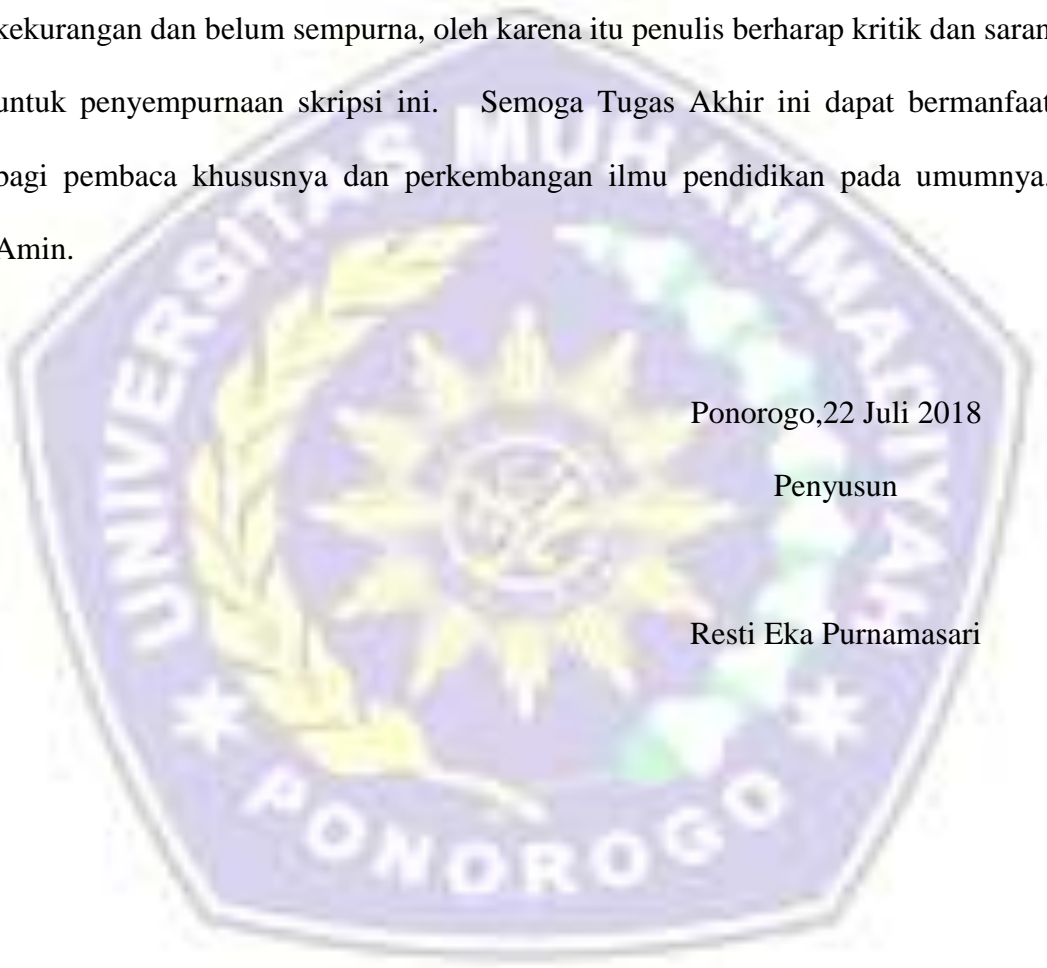 kekurangan dan belum sempurna, oleh karena itu penulis berharap kritik dan saran
untuk penyempurnaan skripsi ini. Semoga Tugas Akhir ini dapat bermanfaat
bagi pembaca khususnya dan perkembangan ilmu pendidikan pada umumnya.
Amin.
Ponorogo,22 Juli 2018
Penyusun
Resti Eka Purnamasari
UNIVERSITAS MUHAMMADIYAH
PONOROGO